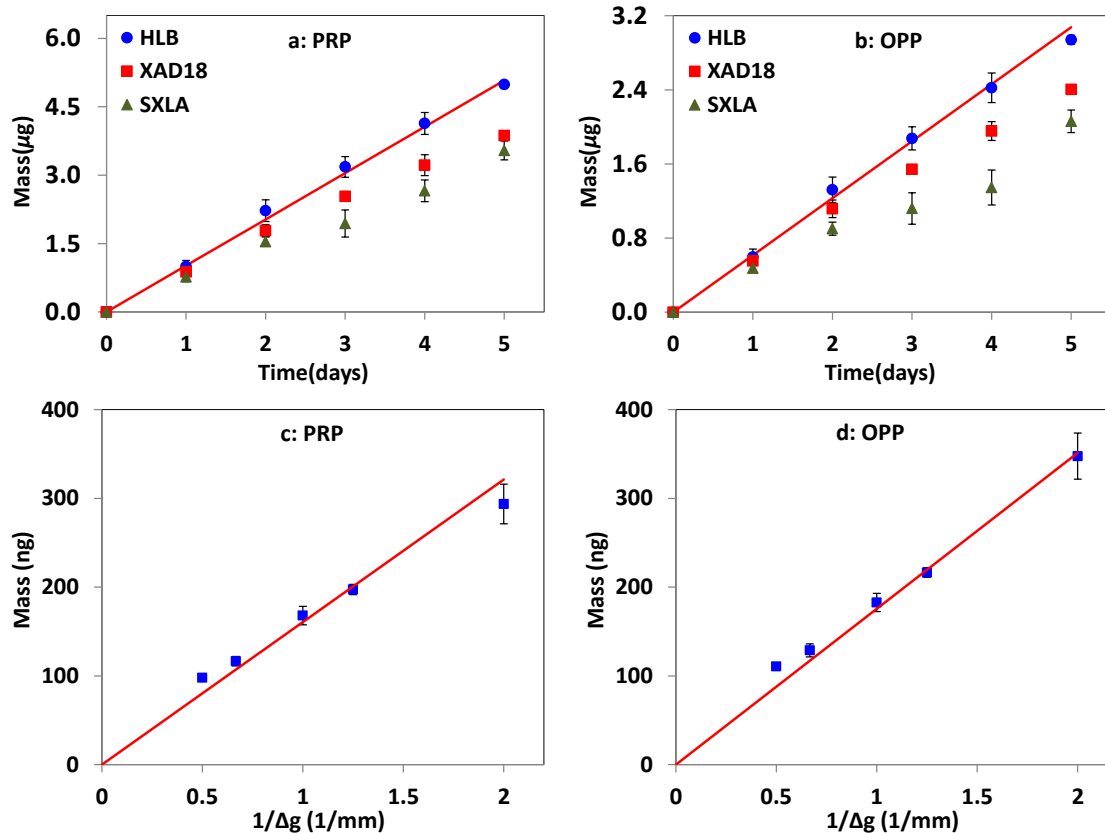 a: PRP
HLB
XAD18
SXLA
Mass(µg)
6.0
4.5
3.0
1.5
0.0
0 1 2 3 4 5
Time(days)
b: OPP
HLB
XAD18
SXLA
Mass(µg)
3.2
2.4
1.6
0.8
0.0
0 1 2 3 4 5
Time(days)
c: PRP
Mass (ng)
400
300
200
100
0
0 0.5 1 1.5 2
1/Δg (1/mm)
d: OPP
Mass (ng)
400
300
200
100
0
0 0.5 1 1.5 2
1/Δg (1/mm)